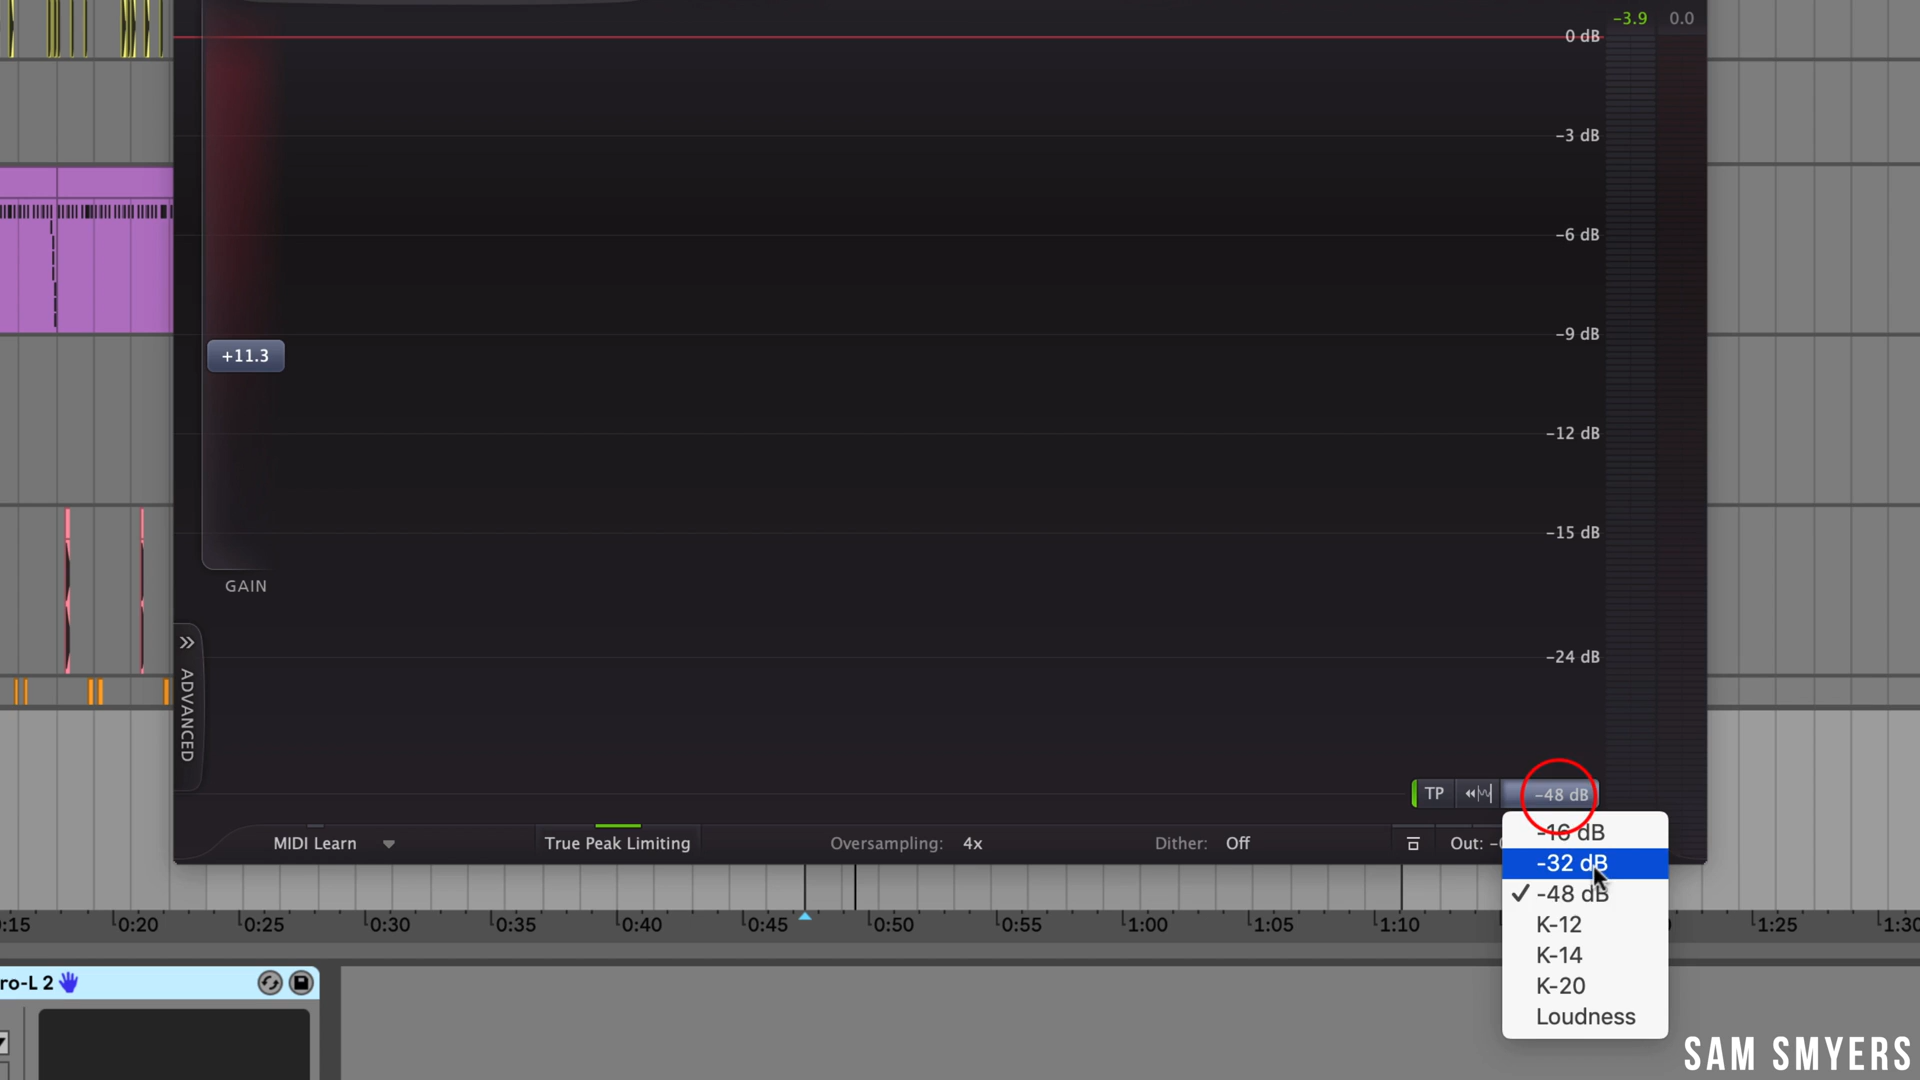 -3.9 0.0
0 dB
-3 dB
-6 dB
-9 dB
+11.3
-12 dB
-15 dB
GAIN
-24 dB
ADVANCED
TP -48 dB
MIDI Learn True Peak Limiting Oversampling: 4x Dither: Off Out:
-16 dB
-32 dB
✓ -48 dB
K-12
K-14
K-20
Loudness
:15 0:20 0:25 0:30 0:35 0:40 0:45 0:50 0:55 1:00 1:05 1:10 1:25 1:30
ro-L 2
SAM SMYERS